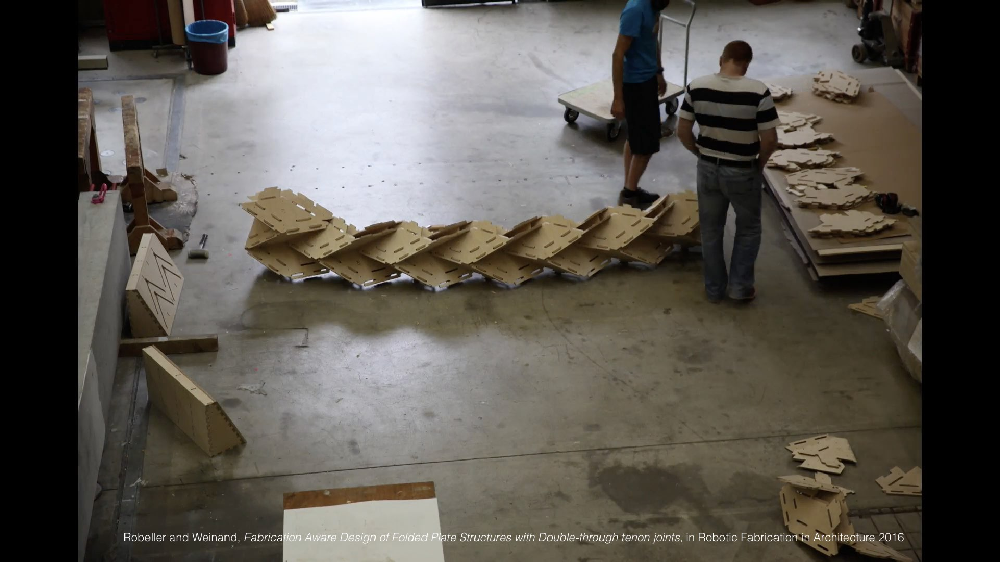 Robeller and Weinand, Fabrication Aware Design of Folded Plate Structures with Double-through tenon joints, in Robotic Fabrication in Architecture 2016